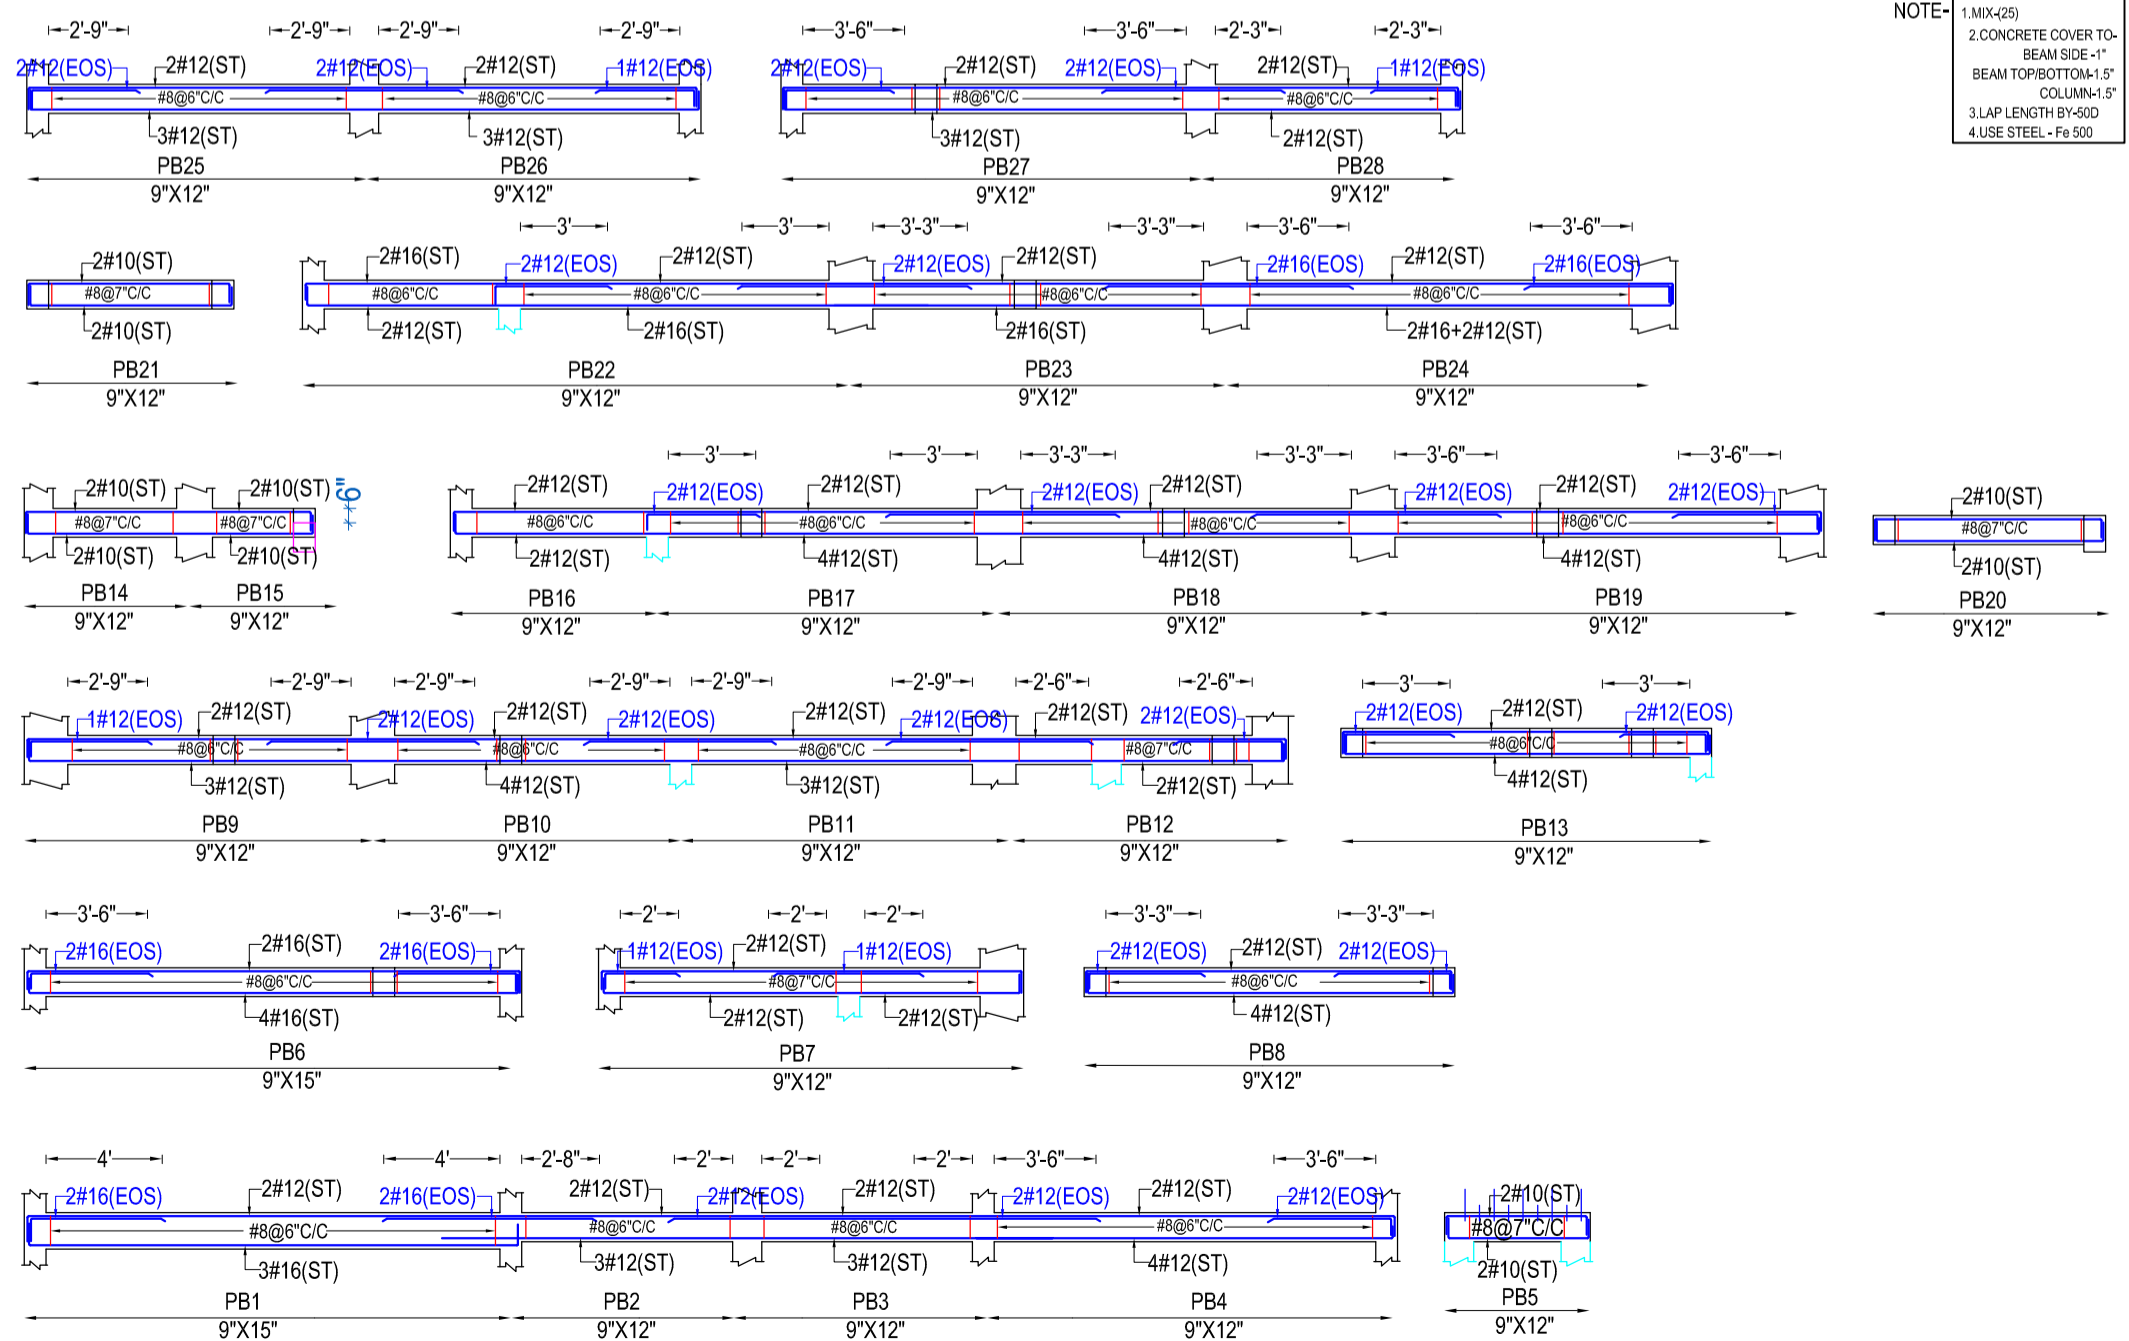 NOTE-
1.MIX-(25)
2.CONCRETE COVER TO-
BEAM SIDE -1"
BEAM TOP/BOTTOM-1.5"
COLUMN-1.5"
3.LAP LENGTH BY-50D
4.USE STEEL - Fe 500
2'-9" 2'-9" 2'-9" 2'-9" 3'-6" 3'-6" 2'-3" 2'-3"
2#12(EOS) 2#12(ST) 2#12(EOS) 2#12(ST) 1#12(EOS) 2#12(EOS) 2#12(ST) 2#12(EOS) 2#12(ST) 1#12(EOS)
#8@6"C/C #8@6"C/C #8@6"C/C #8@6"C/C
3#12(ST) 3#12(ST) 3#12(ST) 2#12(ST)
PB25 PB26 PB27 PB28
9"X12" 9"X12" 9"X12" 9"X12"
3' 3' 3'-3" 3'-3" 3'-6" 3'-6"
2#10(ST) 2#16(ST) 2#12(EOS) 2#12(ST) 2#12(EOS) 2#12(ST) 2#16(EOS) 2#12(ST) 2#16(EOS)
#8@7"C/C #8@6"C/C #8@6"C/C #8@6"C/C #8@6"C/C
2#10(ST) 2#12(ST) 2#16(ST) 2#16(ST) 2#16+2#12(ST)
PB21 PB22 PB23 PB24
9"X12" 9"X12" 9"X12" 9"X12"
3' 3' 3'-3" 3'-3" 3'-6" 3'-6"
2#10(ST) 2#10(ST) 6" 2#12(ST) 2#12(EOS) 2#12(ST) 2#12(EOS) 2#12(ST) 2#12(EOS) 2#12(ST) 2#12(EOS) 2#10(ST)
#8@7"C/C #8@7"C/C #8@6"C/C #8@6"C/C #8@6"C/C #8@6"C/C #8@7"C/C
2#10(ST) 2#10(ST) 2#12(ST) 4#12(ST) 4#12(ST) 4#12(ST) 2#10(ST)
PB14 PB15 PB16 PB17 PB18 PB19 PB20
9"X12" 9"X12" 9"X12" 9"X12" 9"X12" 9"X12" 9"X12"
2'-9" 2'-9" 2'-9" 2'-9" 2'-9" 2'-9" 2'-6" 2'-6" 3' 3'
1#12(EOS) 2#12(ST) 2#12(EOS) 2#12(ST) 2#12(EOS) 2#12(ST) 2#12(EOS) 2#12(ST) 2#12(EOS) 2#12(EOS) 2#12(ST) 2#12(EOS)
#8@6"C/C #8@6"C/C #8@6"C/C #8@7"C/C #8@6"C/C
3#12(ST) 4#12(ST) 3#12(ST) 2#12(ST) 4#12(ST)
PB9 PB10 PB11 PB12 PB13
9"X12" 9"X12" 9"X12" 9"X12" 9"X12"
3'-6" 3'-6" 2' 2' 2' 3'-3" 3'-3"
2#16(EOS) 2#16(ST) 2#16(EOS) 1#12(EOS) 2#12(ST) 1#12(EOS) 2#12(EOS) 2#12(ST) 2#12(EOS)
#8@6"C/C #8@7"C/C #8@6"C/C
4#16(ST) 2#12(ST) 2#12(ST) 4#12(ST)
PB6 PB7 PB8
9"X15" 9"X12" 9"X12"
4' 4' 2'-8" 2' 2' 2' 3'-6" 3'-6"
2#16(EOS) 2#12(ST) 2#16(EOS) 2#12(ST) 2#12(EOS) 2#12(ST) 2#12(EOS) 2#12(ST) 2#12(EOS) 2#10(ST)
#8@6"C/C #8@6"C/C #8@6"C/C #8@6"C/C #8@7"C/C
3#16(ST) 3#12(ST) 3#12(ST) 4#12(ST) 2#10(ST)
PB1 PB2 PB3 PB4 PB5
9"X15" 9"X12" 9"X12" 9"X12" 9"X12"